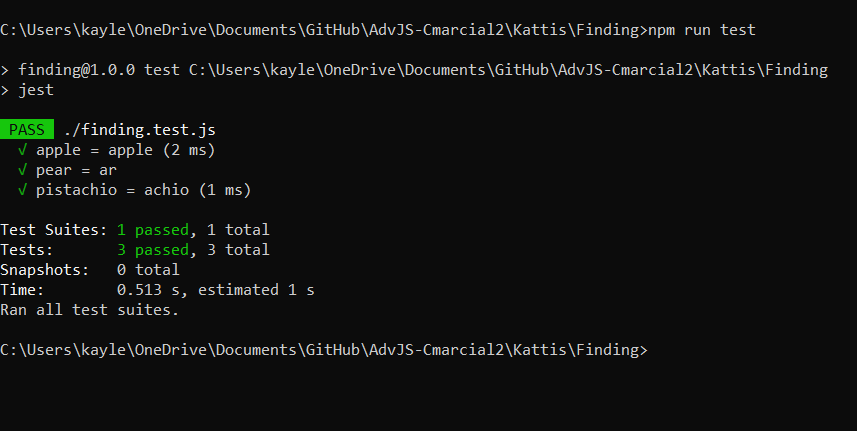 C:\Users\kayle\OneDrive\Documents\GitHub\AdvJS-Cmarcial2\Kattis\Finding>npm run test
> finding@1.0.0 test C:\Users\kayle\OneDrive\Documents\GitHub\AdvJS-Cmarcial2\Kattis\Finding
> jest
PASS ./finding.test.js
√ apple = apple (2 ms)
√ pear = ar
√ pistachio = achio (1 ms)
Test Suites: 1 passed, 1 total
Tests:       3 passed, 3 total
Snapshots:   0 total
Time:        0.513 s, estimated 1 s
Ran all test suites.
C:\Users\kayle\OneDrive\Documents\GitHub\AdvJS-Cmarcial2\Kattis\Finding>